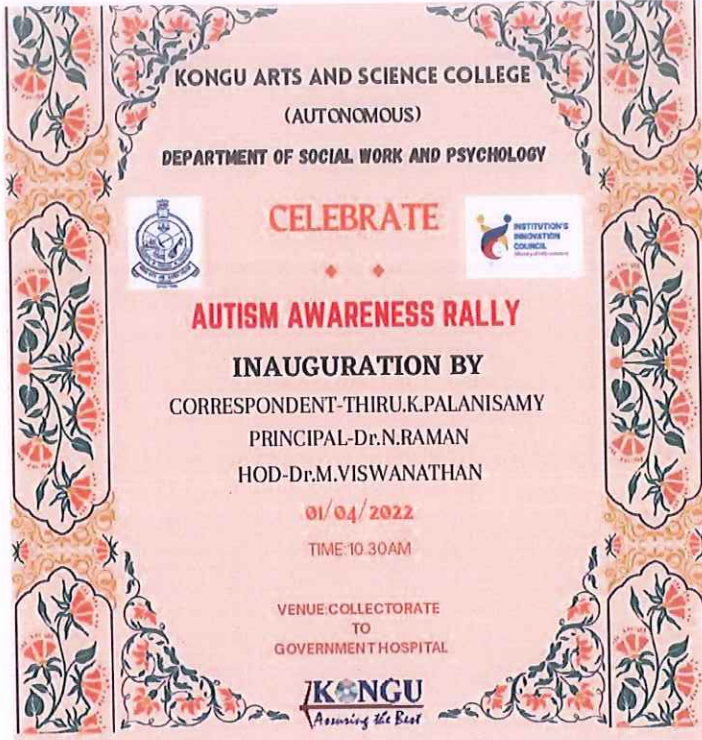 KONGU ARTS AND SCIENCE COLLEGE
(AUTONOMOUS)
DEPARTMENT OF SOCIAL WORK AND PSYCHOLOGY
CELEBRATE
INSTITUTION'S
INNOVATION
COUNCIL
AUTISM AWARENESS RALLY
INAUGURATION BY
CORRESPONDENT-THIRU.K.PALANISAMY
PRINCIPAL-Dr.N.RAMAN
HOD-Dr.M.VISWANATHAN
01/04/2022
TIME:10.30AM
VENUE:COLLECTORATE
TO
GOVERNMENT HOSPITAL
KONGU
Assuring the Best